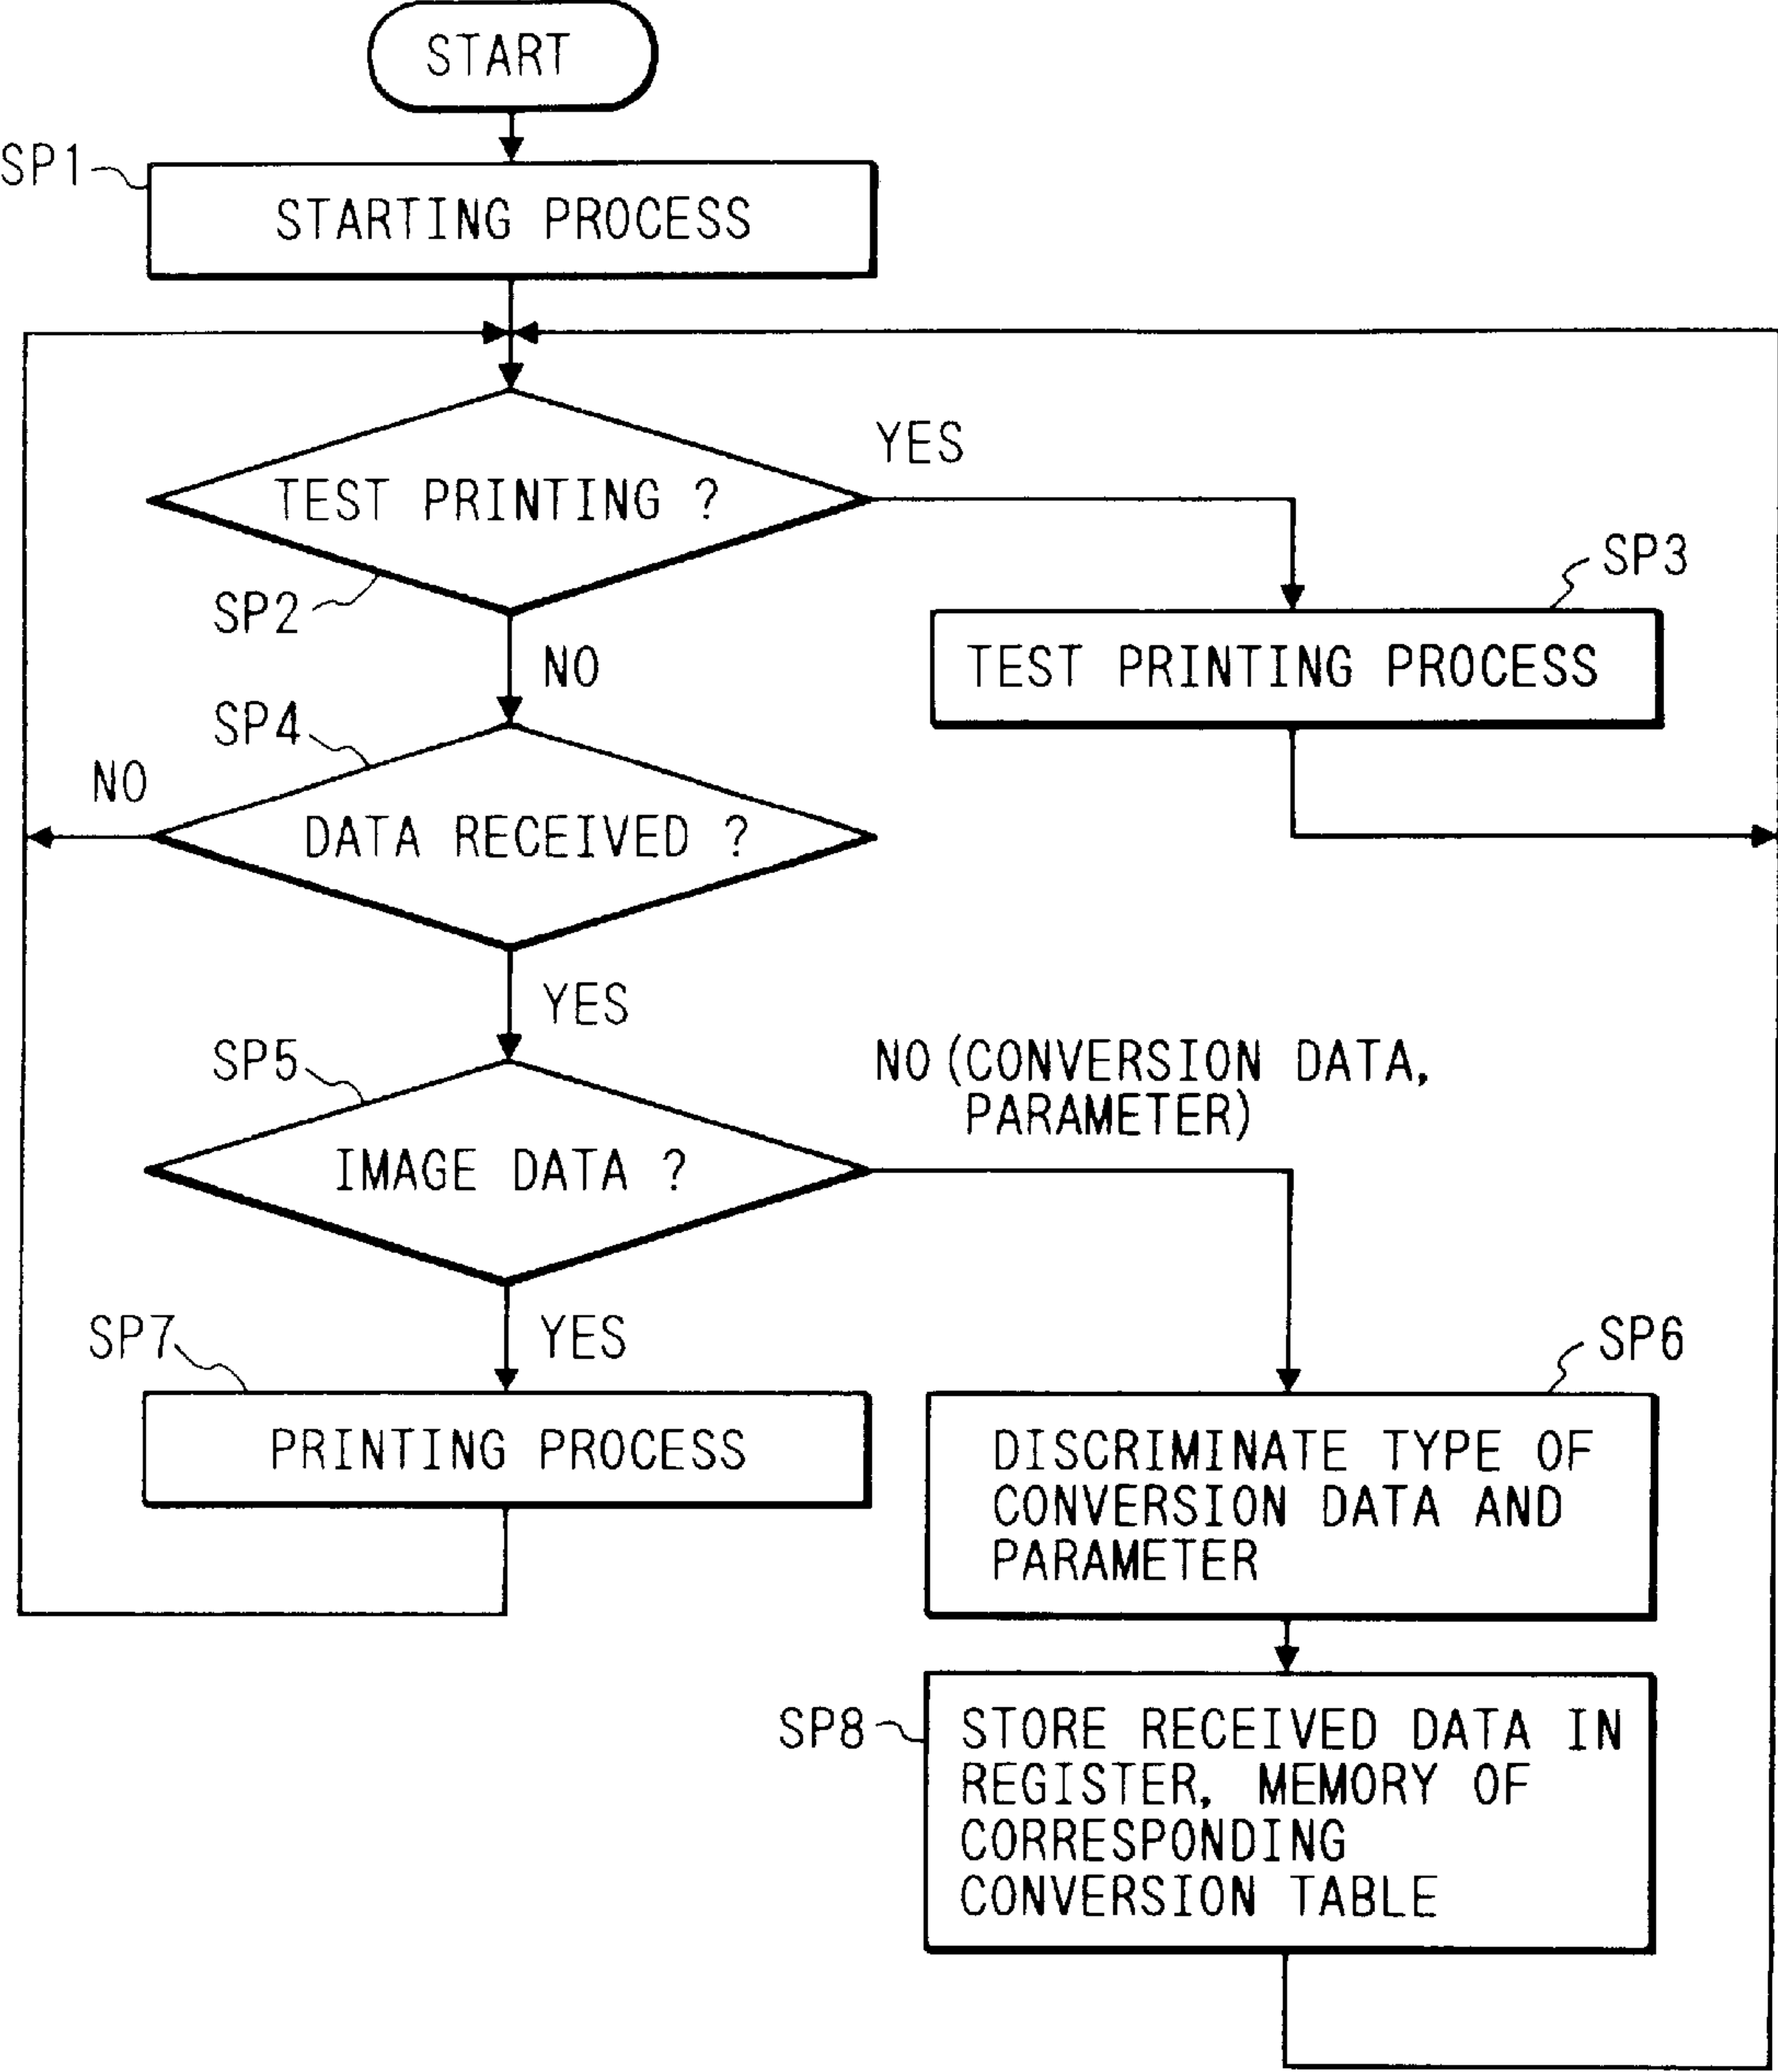 START
SP1
STARTING PROCESS
YES
TEST PRINTING ?
SP3
SP2
NO
TEST PRINTING PROCESS
SP4
NO
DATA RECEIVED ?
YES
SP5
NO (CONVERSION DATA,
PARAMETER)
IMAGE DATA ?
SP7
YES
SP6
PRINTING PROCESS
DISCRIMINATE TYPE OF
CONVERSION DATA AND
PARAMETER
SP8
STORE RECEIVED DATA IN
REGISTER, MEMORY OF
CORRESPONDING
CONVERSION TABLE